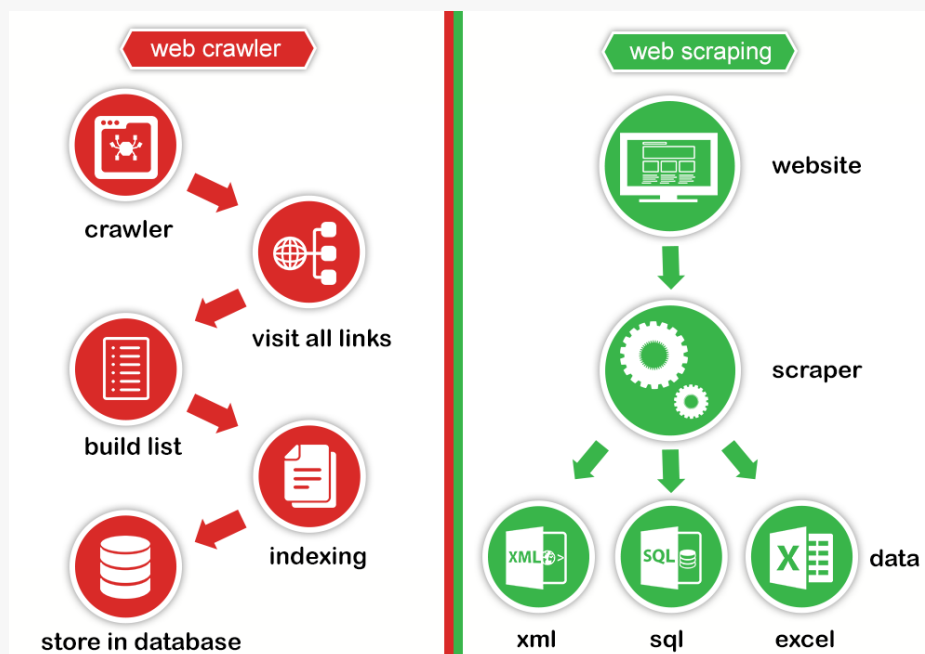 web crawler
crawler
visit all links
build list
indexing
store in database
web scraping
website
scraper
XML
SQL
X
data
xml
sql
excel